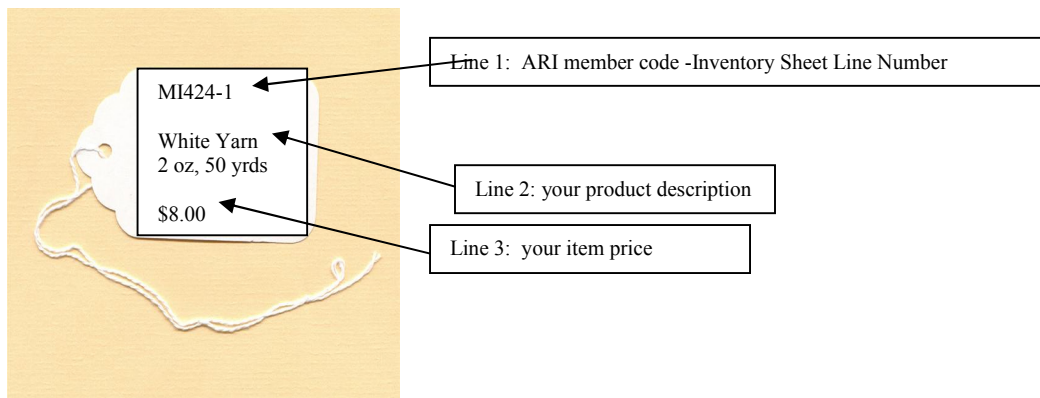 MI424-1
White Yarn
2 oz, 50 yrds
$8.00
Line 1:  ARI member code -Inventory Sheet Line Number
Line 2: your product description
Line 3:  your item price